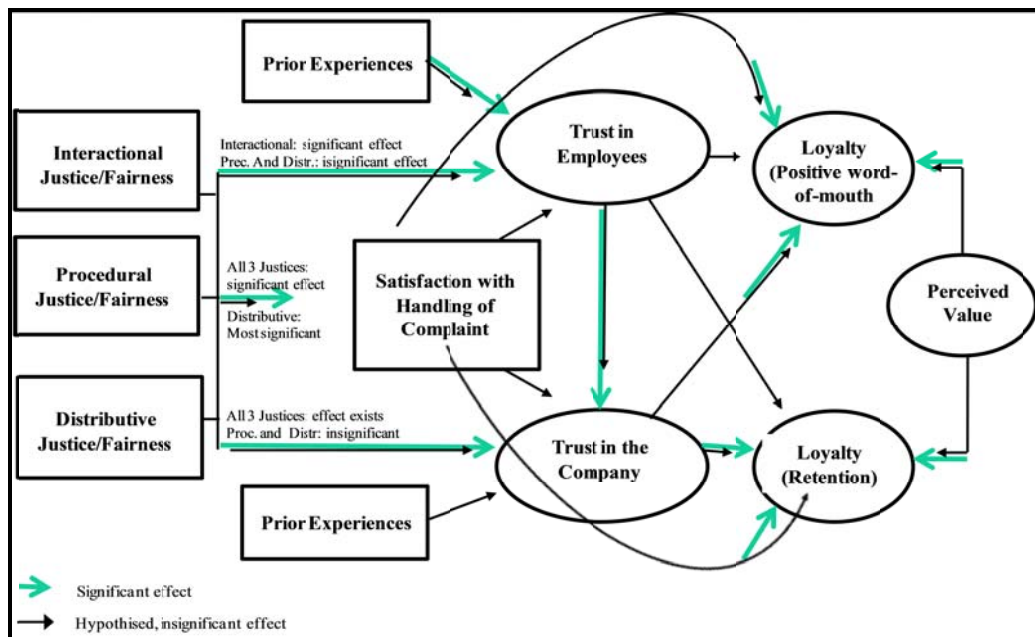 Prior Experiences
Interactional
Justice/Fairness
Interactional: significant effect
Prec. And Distr.: isignificant effect
Trust in
Employees
Loyalty
(Positive word-
of-mouth
Procedural
Justice/Fairness
All 3 Justices:
significant effect
Distributive:
Most significant
Satisfaction with
Handling of
Complaint
Perceived
Value
Distributive
Justice/Fairness
All 3 Justices: effect exists
Proc. and Distr: insignificant
Trust in the
Company
Loyalty
(Retention)
Prior Experiences
Significant effect
Hypothised, insignificant effect